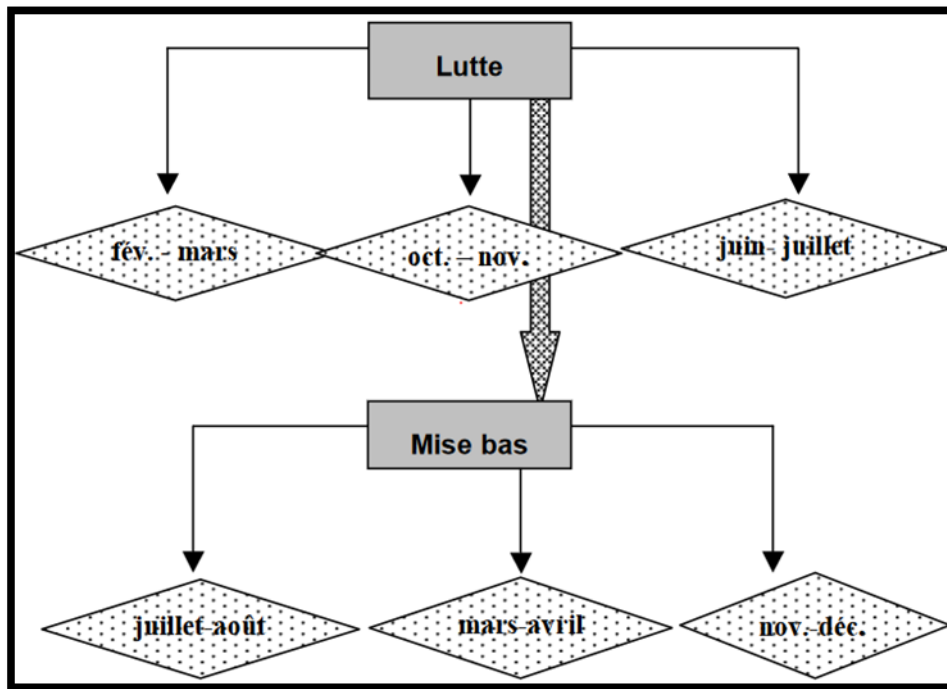 Lutte
fév. - mars
oct. – nov.
juin- juillet
Mise bas
juillet-août
mars-avril
nov.-déc.